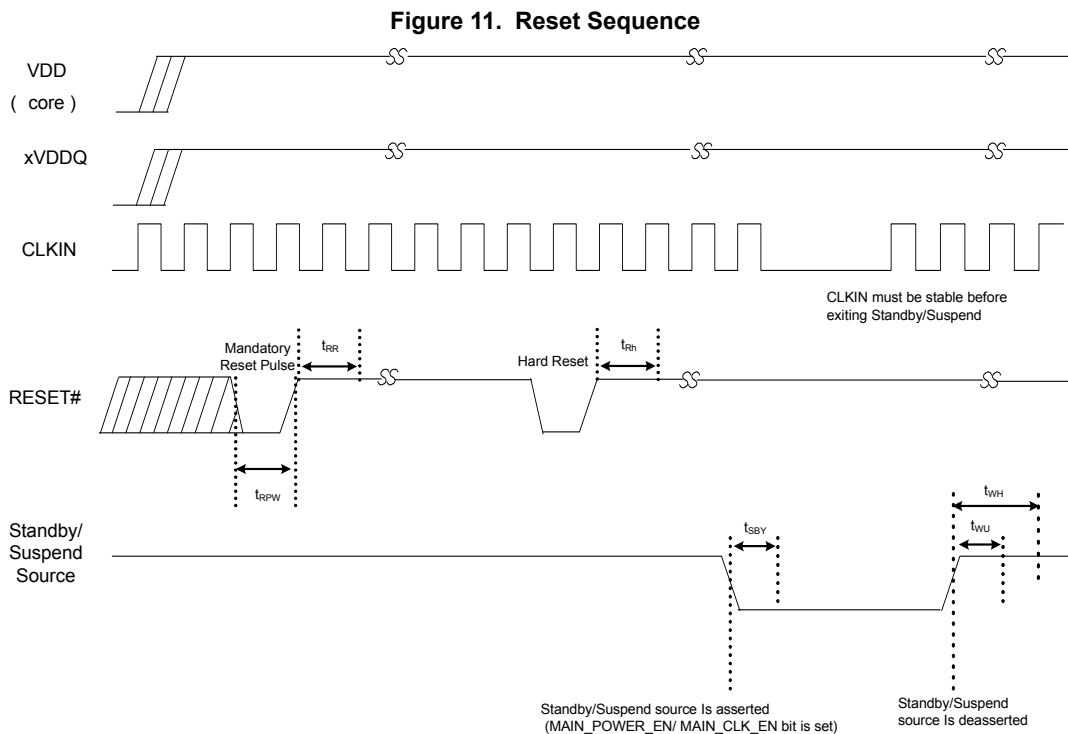 Figure 11. Reset Sequence
VDD
( core )
xVDDQ
CLKIN
CLKIN must be stable before
exiting Standby/Suspend
Mandatory
Reset Pulse
tRR
Hard Reset
tRh
RESET#
tRPW
tWH
tSBY
tWU
Standby/
Suspend
Source
Standby/Suspend source Is asserted
(MAIN_POWER_EN/ MAIN_CLK_EN bit is set)
Standby/Suspend
source Is deasserted